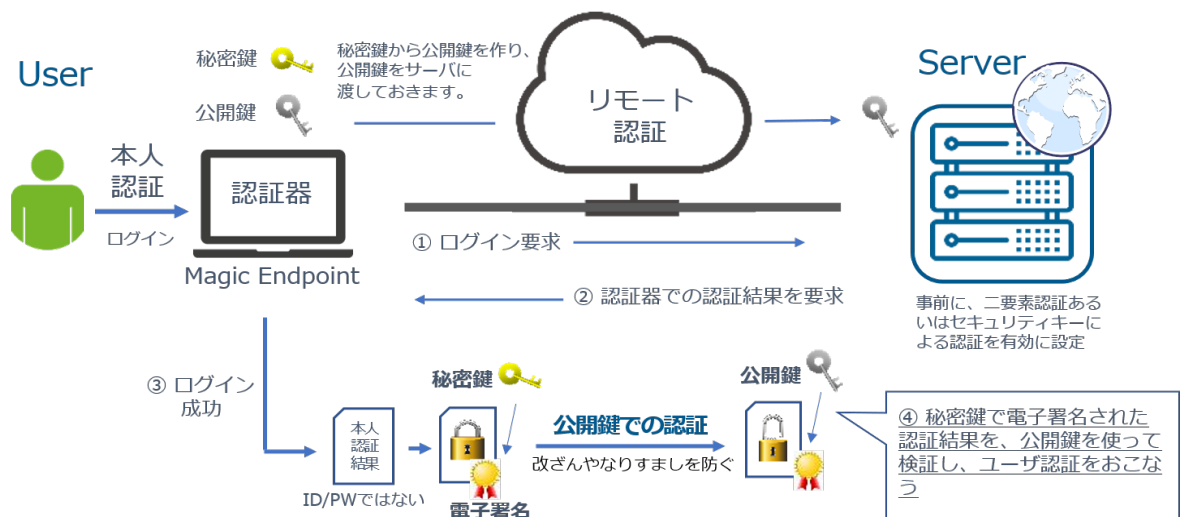 User
秘密鍵
公開鍵
秘密鍵から公開鍵を作り、
公開鍵をサーバに
渡しておきます。
リモート
認証
Server
本人
認証
ログイン
認証器
Magic Endpoint
① ログイン要求
② 認証器での認証結果を要求
事前に、二要素認証ある
いはセキュリティキーに
よる認証を有効に設定
③ ログイン
成功
本人
認証
結果
ID/PWではない
秘密鍵
電子署名
公開鍵での認証
改ざんやなりすましを防ぐ
公開鍵
④ 秘密鍵で電子署名された
認証結果を、公開鍵を使って
検証し、ユーザ認証をおこな
う